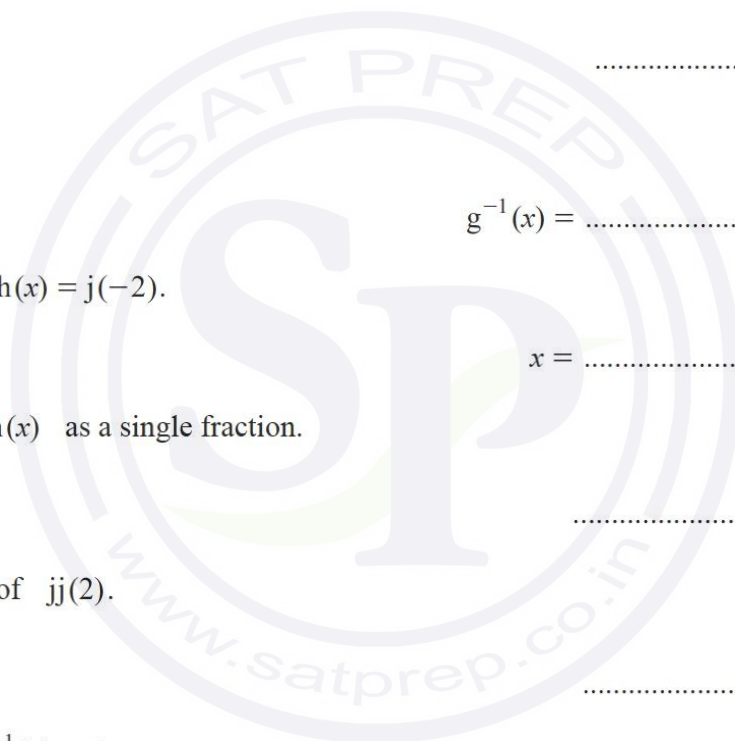 ....................
g⁻¹(x) = ....................
h(x) = j(−2).
x = ....................
(x) as a single fraction.
....................
of jj(2).
....................
SAT PREP
SP
www.satprep.co.in